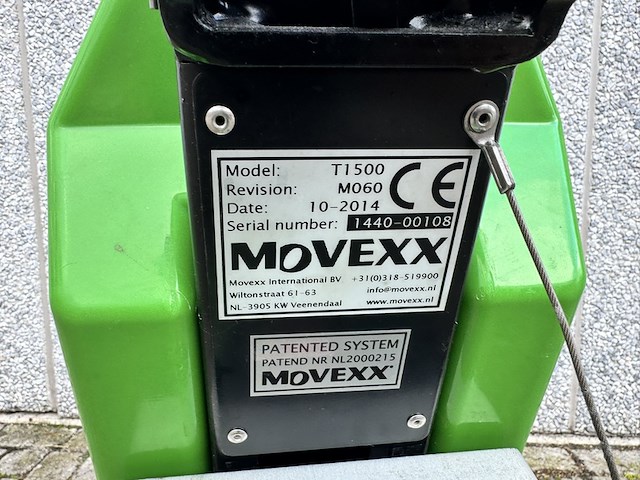 Model: T1500
Revision: M060
Date: 10-2014
Serial number: 1440-00108
CE
MOVEXX
Movexx International BV +31(0)318-519900
Wiltonstraat 61-63 info@movexx.nl
NL-3905 KW Veenendaal www.movexx.nl
PATENTED SYSTEM
PATEND NR NL2000215
MOVEXX